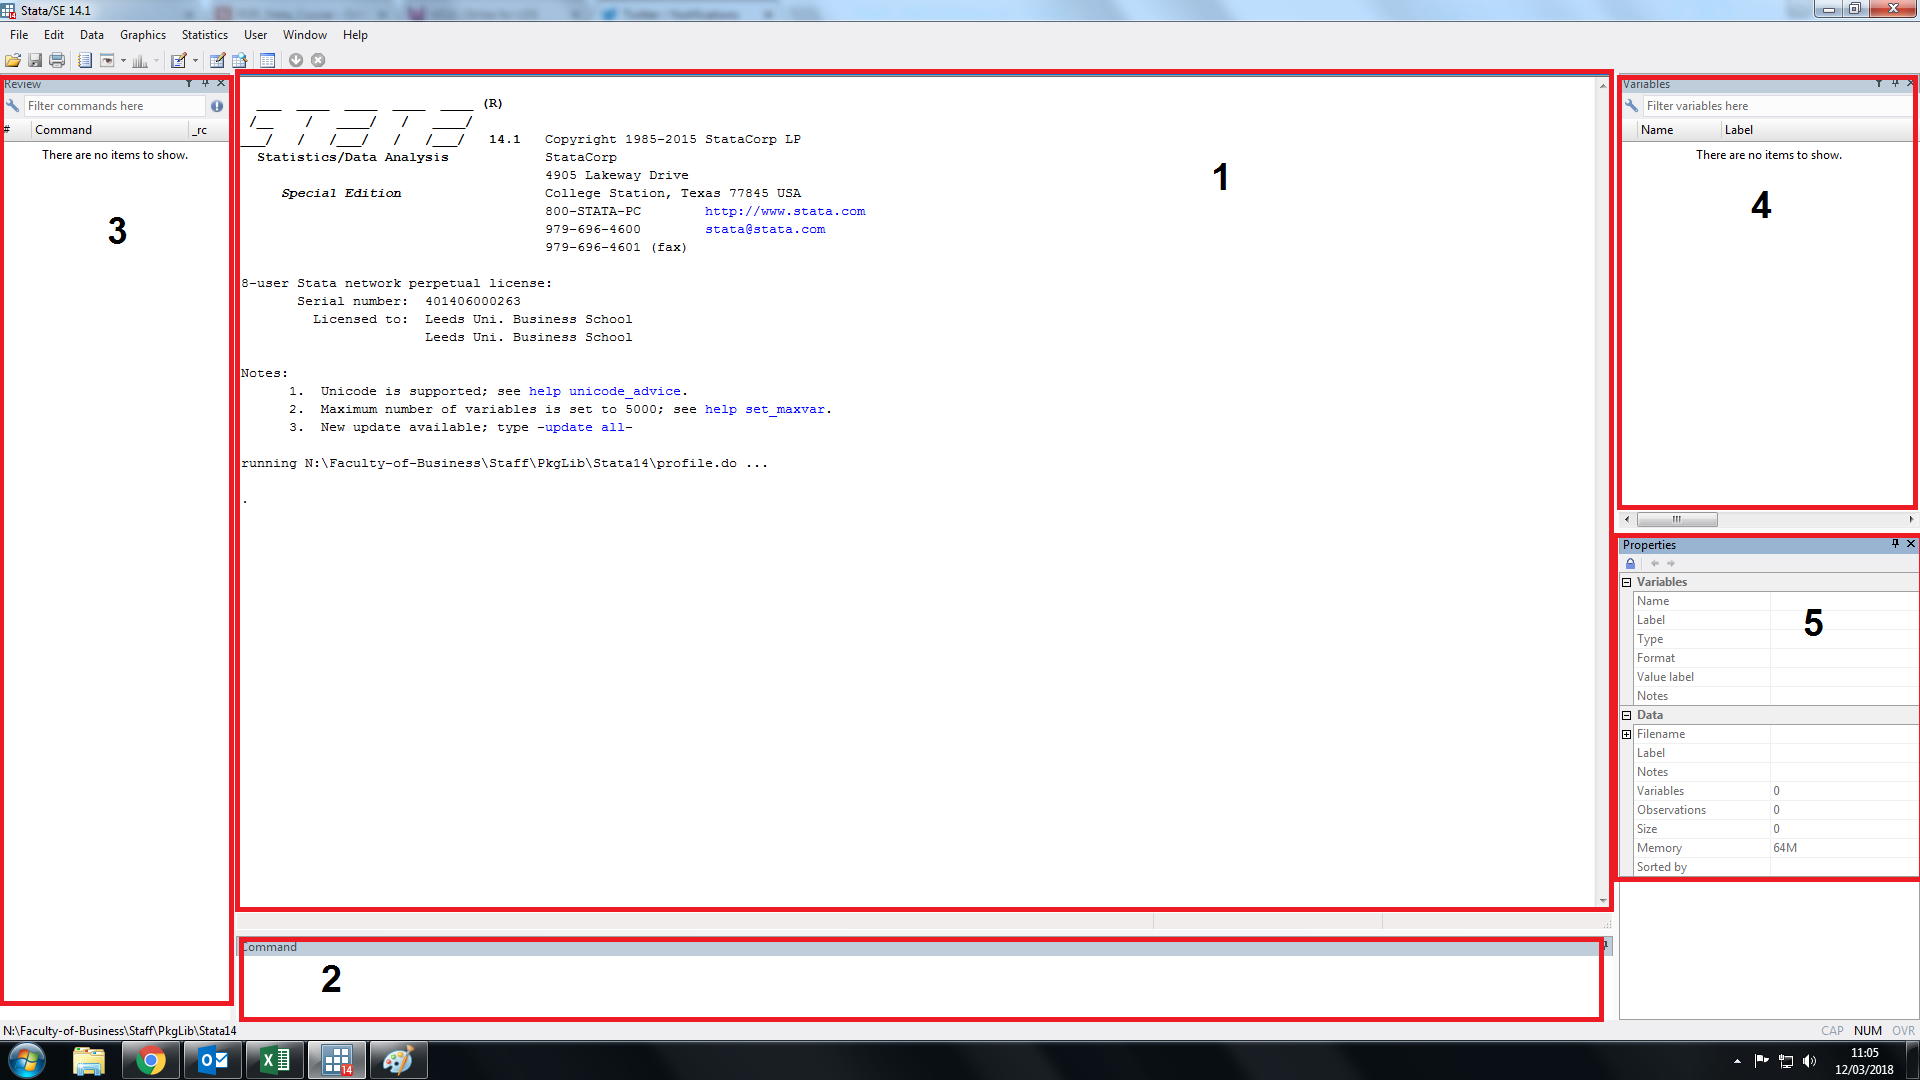 Stata/SE 14.1
File Edit Data Graphics Statistics User Window Help
Review
Filter commands here
# Command _rc
There are no items to show.
3
(R)
14.1 Copyright 1985-2015 StataCorp LP
Statistics/Data Analysis StataCorp
4905 Lakeway Drive
Special Edition College Station, Texas 77845 USA
800-STATA-PC http://www.stata.com
979-696-4600 stata@stata.com
979-696-4601 (fax)
1
8-user Stata network perpetual license:
Serial number: 401406000263
Licensed to: Leeds Uni. Business School
Leeds Uni. Business School
Notes:
1. Unicode is supported; see help unicode_advice.
2. Maximum number of variables is set to 5000; see help set_maxvar.
3. New update available; type -update all-
running N:\Faculty-of-Business\Staff\PkgLib\Stata14\profile.do ...
.
Command
2
Variables
Filter variables here
Name Label
There are no items to show.
4
Properties
Variables
Name
Label
Type
Format
Value label
Notes
5
Data
Filename
Label
Notes
Variables 0
Observations 0
Size 0
Memory 64M
Sorted by
N:\Faculty-of-Business\Staff\PkgLib\Stata14
CAP NUM OVR
14
11:05
12/03/2018